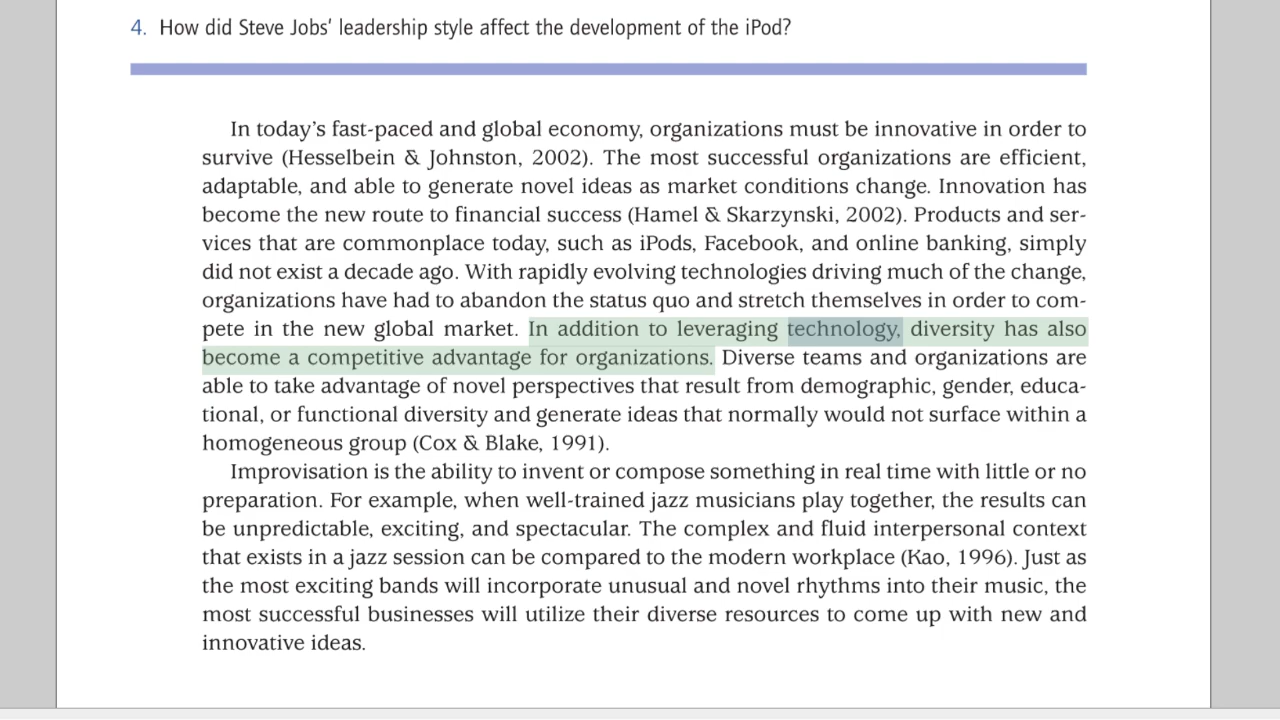 4. How did Steve Jobs' leadership style affect the development of the iPod?
In today's fast-paced and global economy, organizations must be innovative in order to
survive (Hesselbein & Johnston, 2002). The most successful organizations are efficient,
adaptable, and able to generate novel ideas as market conditions change. Innovation has
become the new route to financial success (Hamel & Skarzynski, 2002). Products and ser-
vices that are commonplace today, such as iPods, Facebook, and online banking, simply
did not exist a decade ago. With rapidly evolving technologies driving much of the change,
organizations have had to abandon the status quo and stretch themselves in order to com-
pete in the new global market. In addition to leveraging technology, diversity has also
become a competitive advantage for organizations. Diverse teams and organizations are
able to take advantage of novel perspectives that result from demographic, gender, educa-
tional, or functional diversity and generate ideas that normally would not surface within a
homogeneous group (Cox & Blake, 1991).
Improvisation is the ability to invent or compose something in real time with little or no
preparation. For example, when well-trained jazz musicians play together, the results can
be unpredictable, exciting, and spectacular. The complex and fluid interpersonal context
that exists in a jazz session can be compared to the modern workplace (Kao, 1996). Just as
the most exciting bands will incorporate unusual and novel rhythms into their music, the
most successful businesses will utilize their diverse resources to come up with new and
innovative ideas.